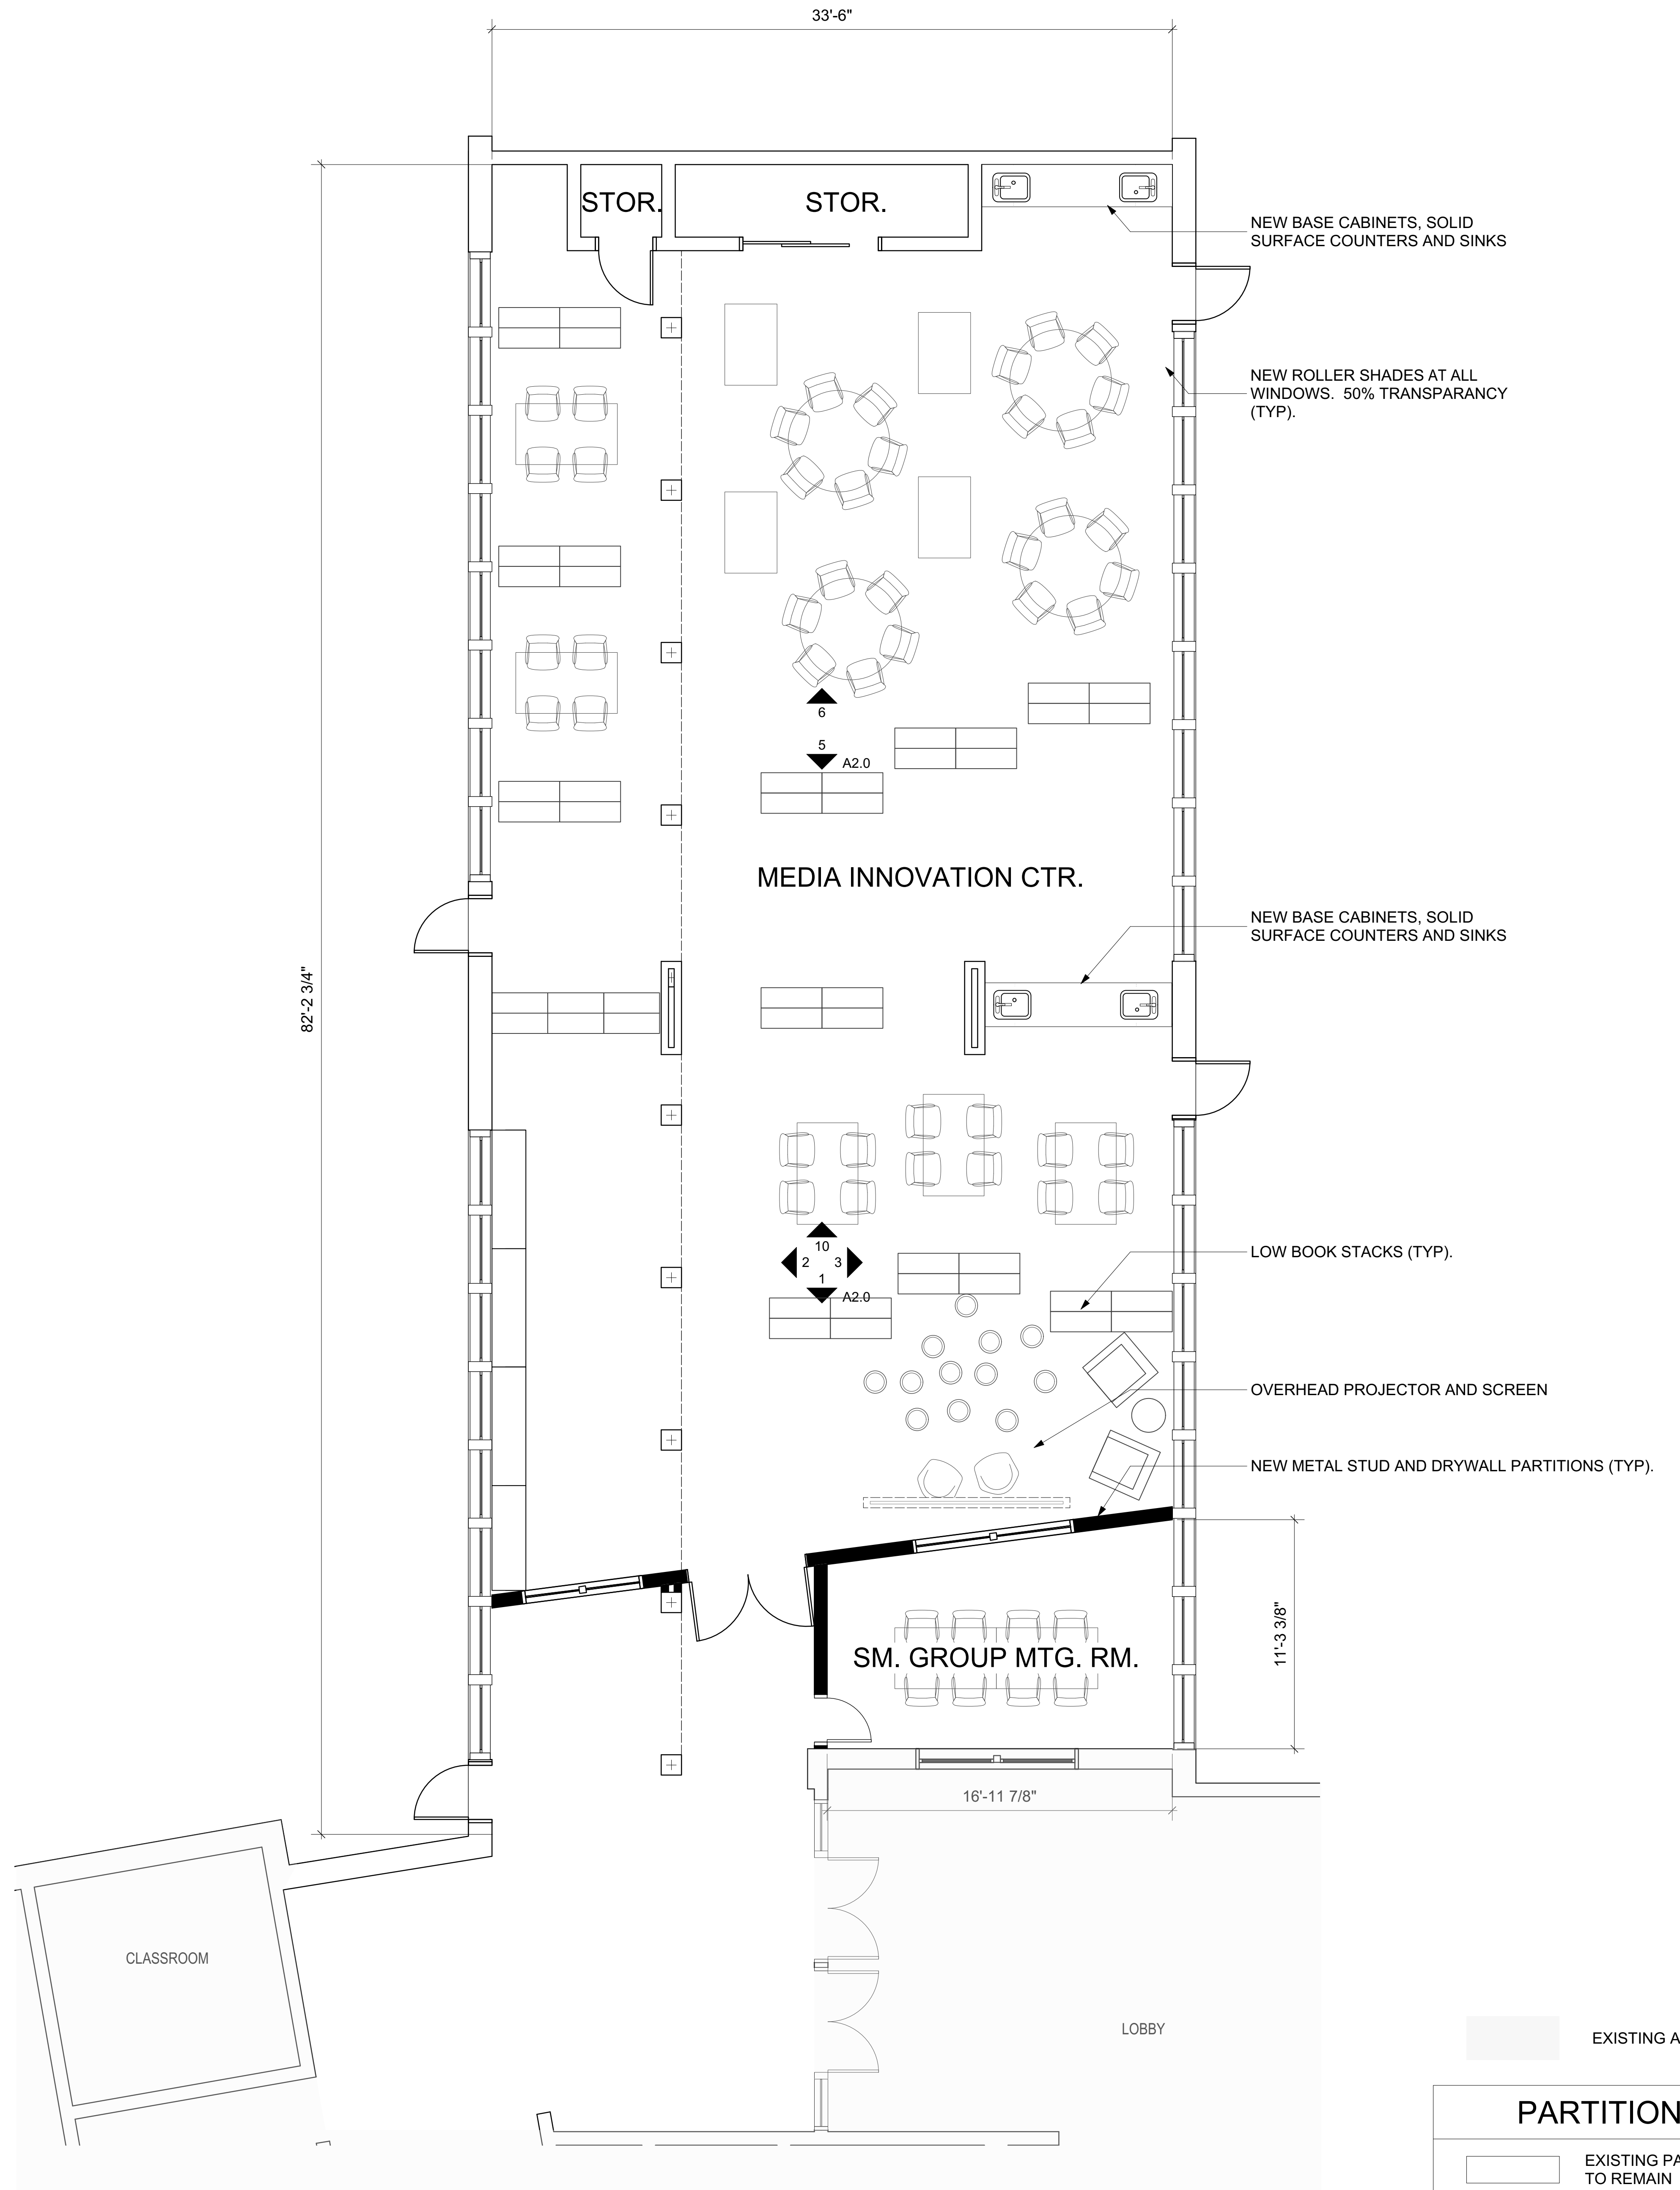 33'-6"
STOR.
STOR.
NEW BASE CABINETS, SOLID
SURFACE COUNTERS AND SINKS
NEW ROLLER SHADES AT ALL
WINDOWS. 50% TRANSPARANCY
(TYP).
6
5
A2.0
MEDIA INNOVATION CTR.
NEW BASE CABINETS, SOLID
SURFACE COUNTERS AND SINKS
82'-2 3/4"
10
2 3
1
A2.0
LOW BOOK STACKS (TYP).
OVERHEAD PROJECTOR AND SCREEN
NEW METAL STUD AND DRYWALL PARTITIONS (TYP).
11'-3 3/8"
SM. GROUP MTG. RM.
16'-11 7/8"
CLASSROOM
LOBBY
EXISTING A
PARTITION
EXISTING PA
TO REMAIN